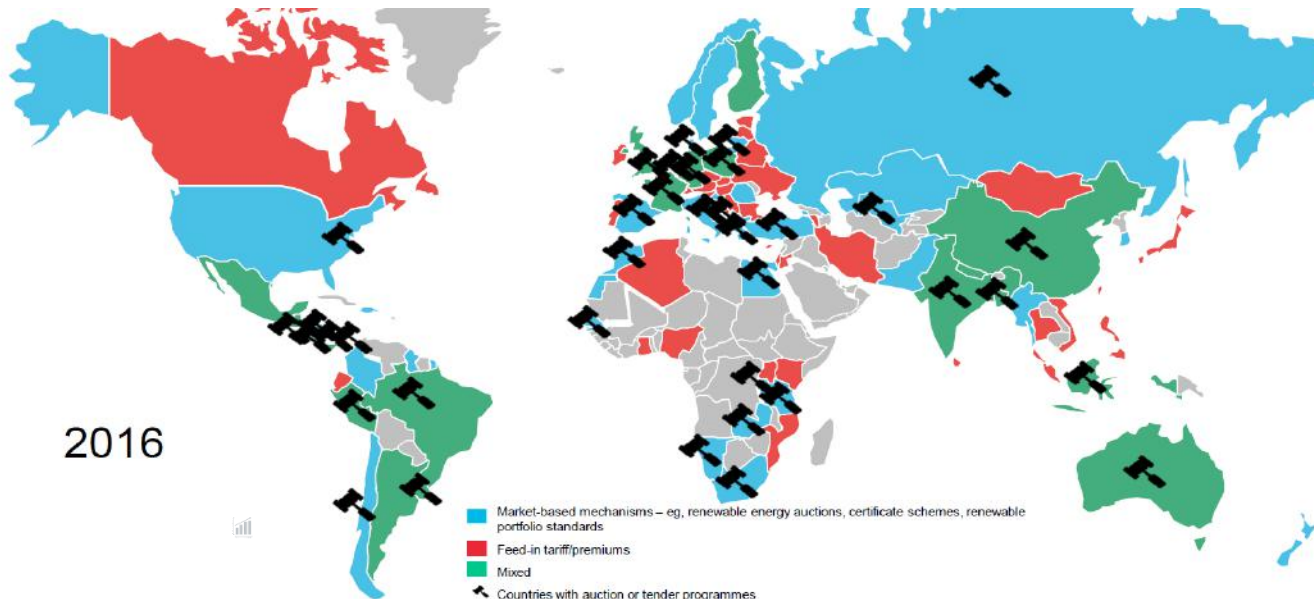 2016
Market-based mechanisms – eg, renewable energy auctions, certificate schemes, renewable
portfolio standards
Feed-in tariff/premiums
Mixed
Countries with auction or tender programmes